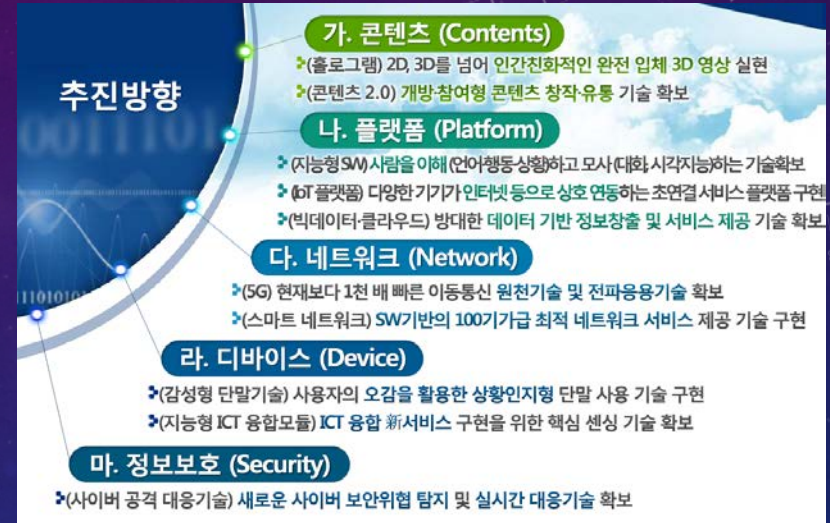 추진방향
가. 콘텐츠 (Contents)
(홀로그램) 2D, 3D를 넘어 인간친화적인 완전 입체 3D 영상 실현
(콘텐츠 2.0) 개방·참여형 콘텐츠 창작·유통 기술 확보
나. 플랫폼 (Platform)
(지능형 SW) 사람을 이해(언어·행동·상황)하고 모사(대화, 시각지능)하는 기술확보
(IoT 플랫폼) 다양한 기기가 인터넷 등으로 상호 연동하는 초연결 서비스 플랫폼 구현
(빅데이터·클라우드) 방대한 데이터 기반 정보창출 및 서비스 제공 기술 확보
다. 네트워크 (Network)
(5G) 현재보다 1천 배 빠른 이동통신 원천기술 및 전파응용기술 확보
(스마트 네트워크) SW기반의 100기가급 최적 네트워크 서비스 제공 기술 구현
라. 디바이스 (Device)
(감성형 단말기술) 사용자의 오감을 활용한 상황인지형 단말 사용 기술 구현
(지능형 ICT 융합모듈) ICT 융합 新서비스 구현을 위한 핵심 센싱 기술 확보
마. 정보보호 (Security)
(사이버 공격 대응기술) 새로운 사이버 보안위협 탐지 및 실시간 대응기술 확보